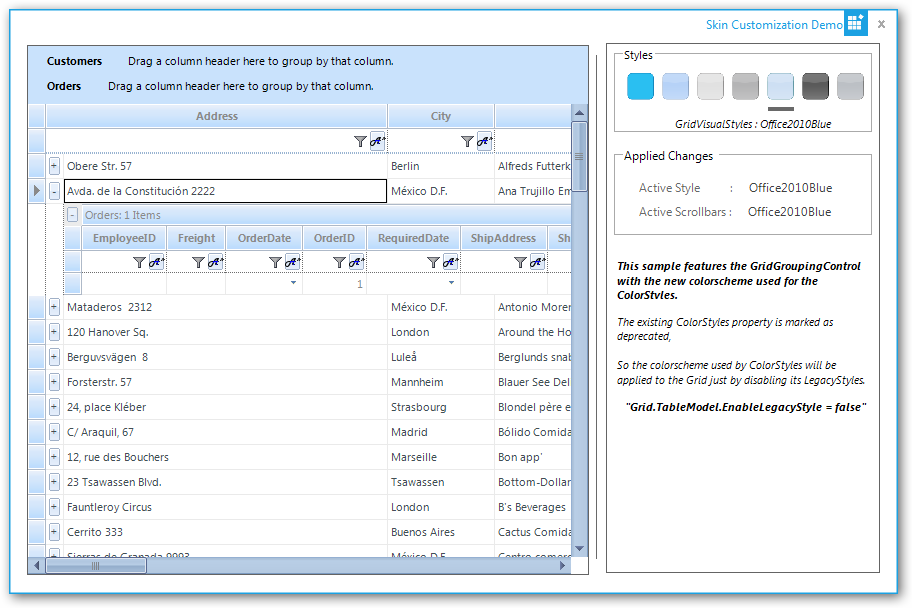 Skin Customization Demo
Customers Drag a column header here to group by that column.
Orders Drag a column header here to group by that column.
Address City
Obere Str. 57 Berlin Alfreds Futterk
Avda. de la Constitución 2222 México D.F. Ana Trujillo Em
Orders: 1 Items
EmployeeID Freight OrderDate OrderID RequiredDate ShipAddress Sh
1
Mataderos  2312 México D.F. Antonio Moren
120 Hanover Sq. London Around the Ho
Berguvsvägen  8 Luleå Berglunds snab
Forsterstr. 57 Mannheim Blauer See Del
24, place Kléber Strasbourg Blondel père e
C/ Araquil, 67 Madrid Bólido Comida
12, rue des Bouchers Marseille Bon app'
23 Tsawassen Blvd. Tsawassen Bottom-Dollar
Fauntleroy Circus London B's Beverages
Cerrito 333 Buenos Aires Cactus Comida
Sierras de Granada 9993 México D.F. Centro comerc
Styles
GridVisualStyles : Office2010Blue
Applied Changes
Active Style : Office2010Blue
Active Scrollbars : Office2010Blue
This sample features the GridGroupingControl
with the new colorscheme used for the
ColorStyles.
The existing ColorStyles property is marked as
deprecated,
So the colorscheme used by ColorStyles will be
applied to the Grid just by disabling its LegacyStyles.
"Grid.TableModel.EnableLegacyStyle = false"